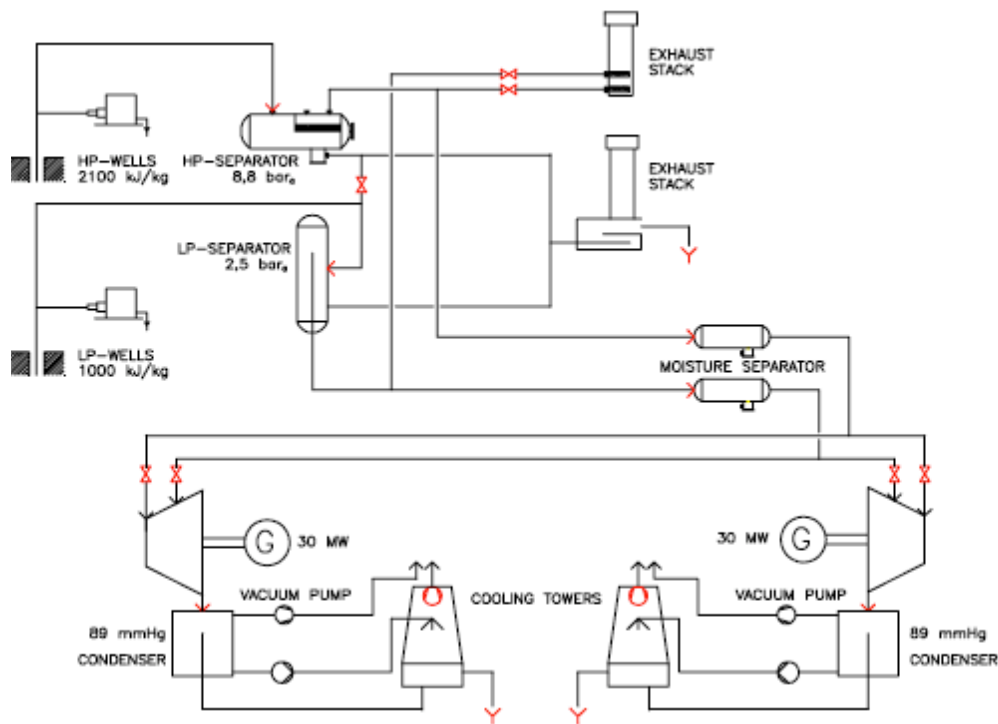 EXHAUST
STACK
HP-WELLS
2100 kJ/kg
HP-SEPARATOR
8,8 barₐ
EXHAUST
STACK
LP-SEPARATOR
2,5 barₐ
LP-WELLS
1000 kJ/kg
MOISTURE SEPARATOR
G
30 MW
30 MW
G
VACUUM PUMP
COOLING TOWERS
VACUUM PUMP
89 mmHg
CONDENSER
89 mmHg
CONDENSER